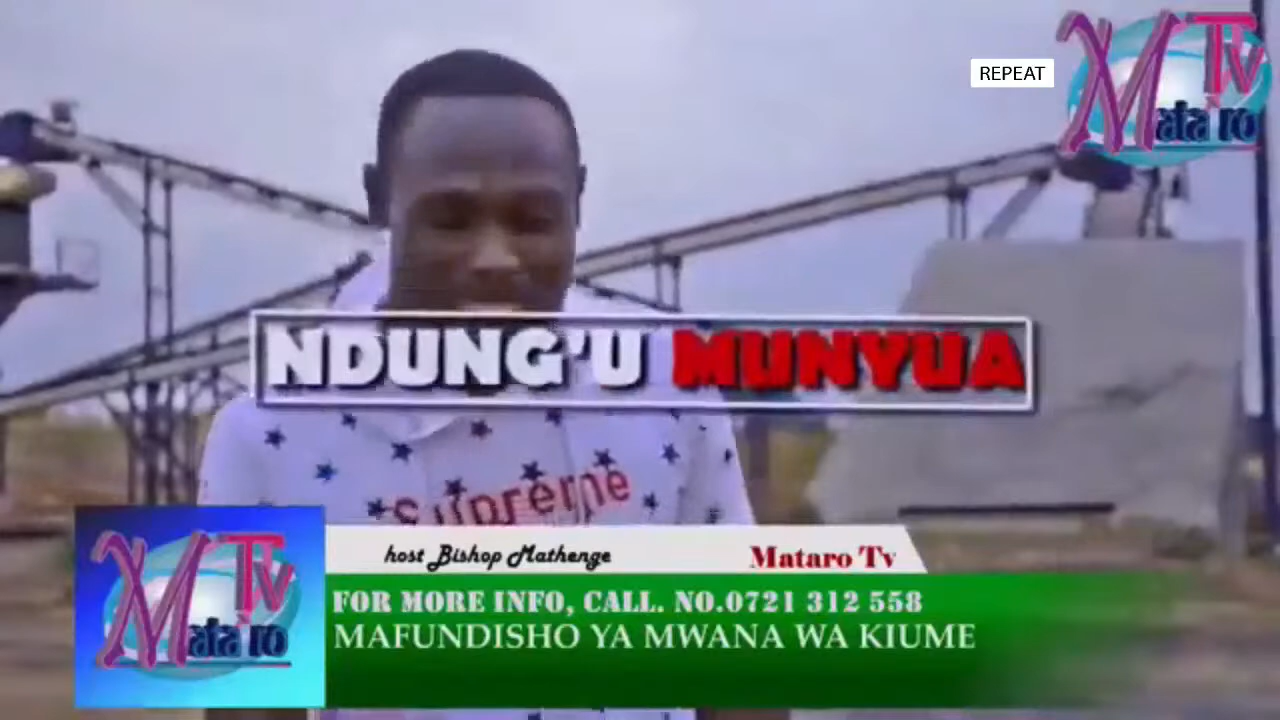 REPEAT
Mataro Tv
NDUNG'U MUNYUA
Supreme
Mataro Tv
host Bishop Mathenge
Mataro Tv
FOR MORE INFO, CALL. NO.0721 312 558
MAFUNDISHO YA MWANA WA KIUME